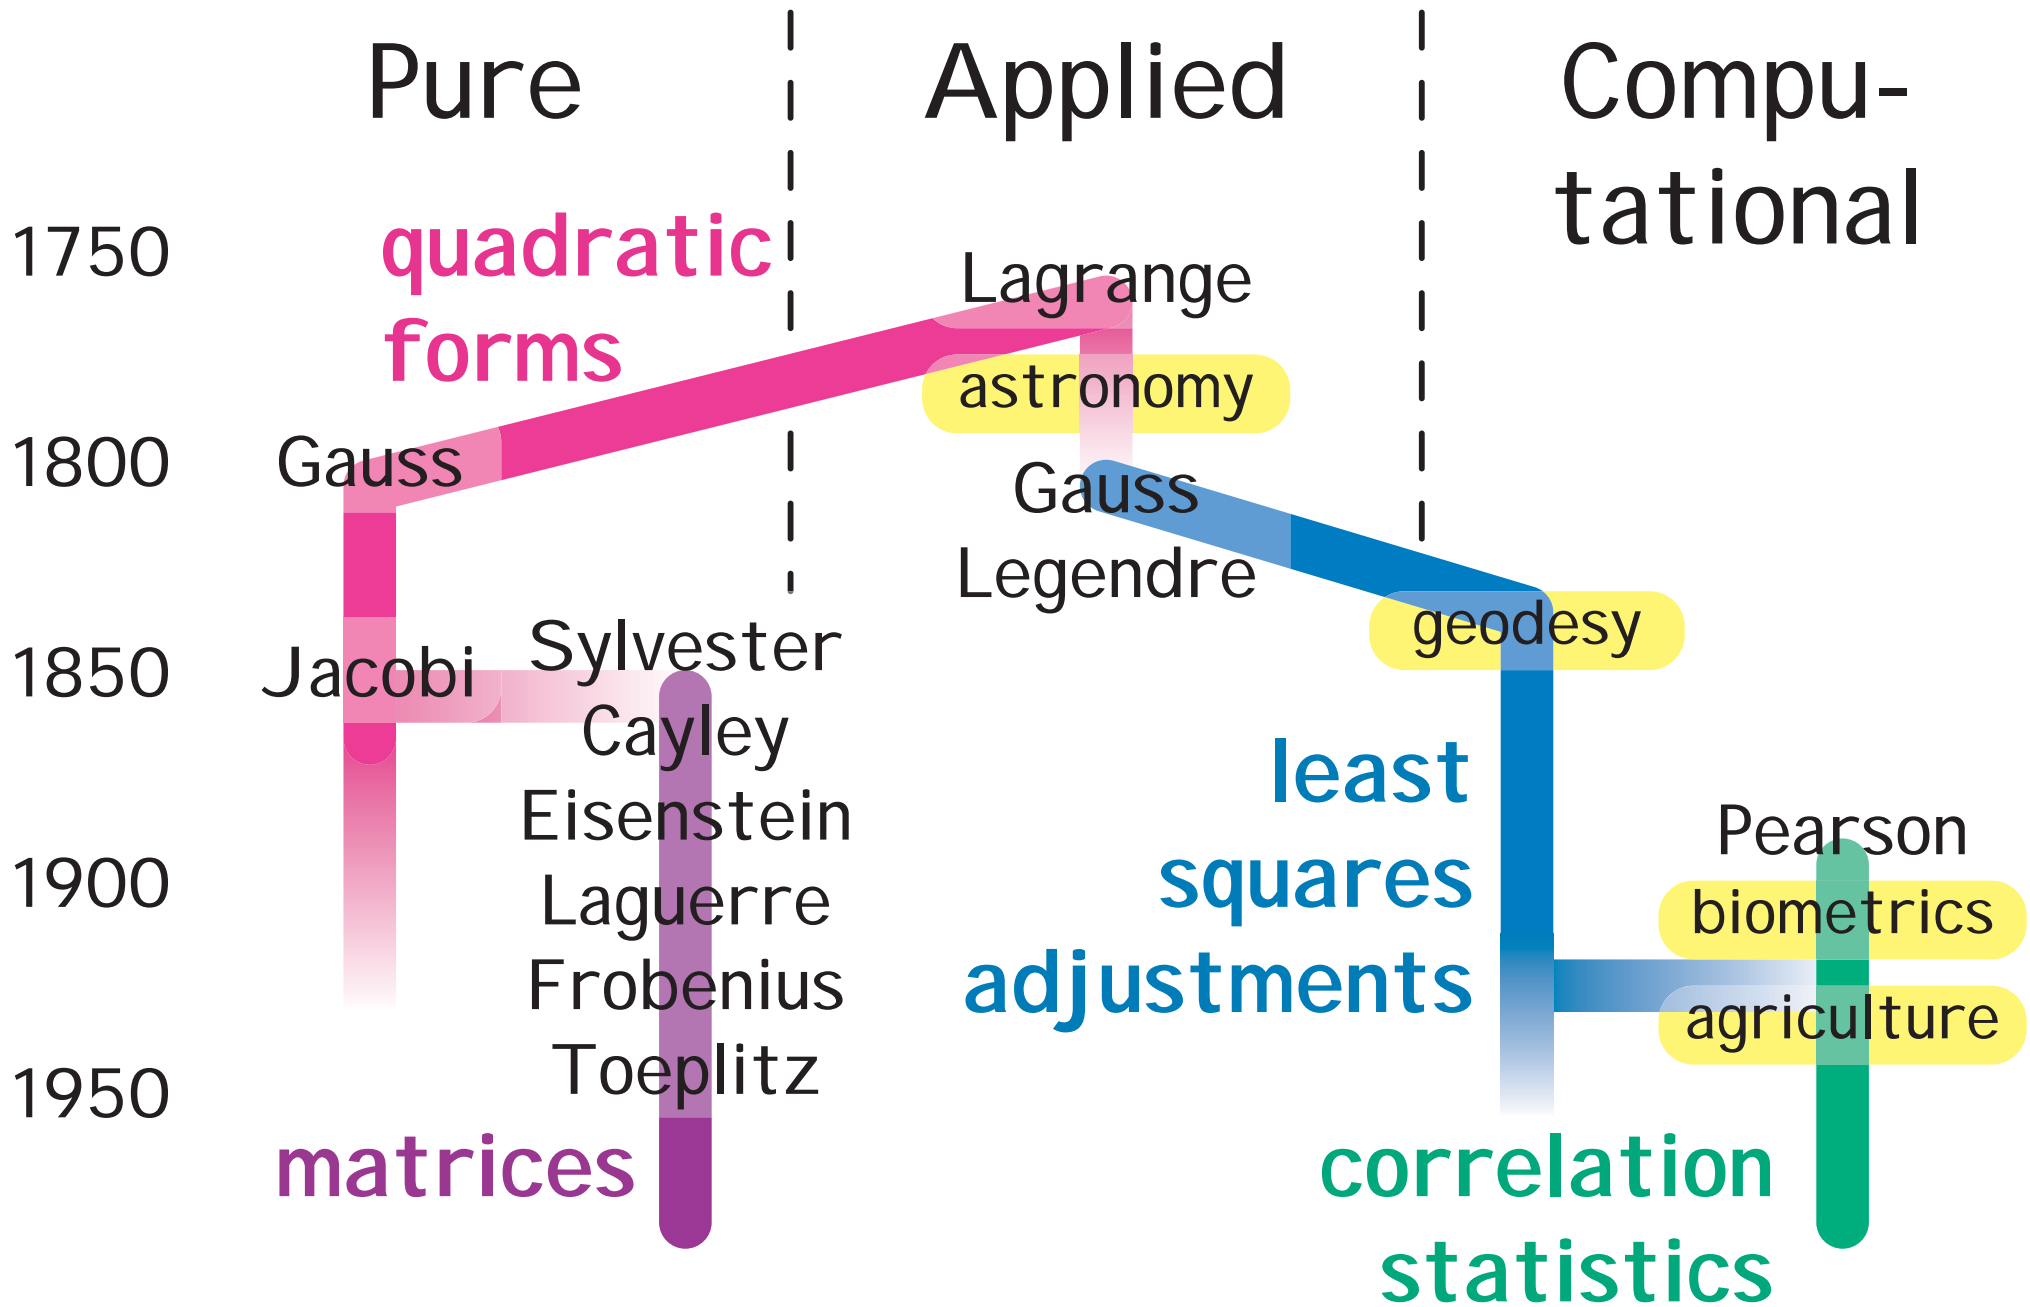 Pure
Applied
Compu-
tational
1750
1800
1850
1900
1950
quadratic
forms
Gauss
Jacobi
Sylvester
Cayley
Eisenstein
Laguerre
Frobenius
Toeplitz
matrices
Lagrange
astronomy
Gauss
Legendre
geodesy
least
squares
adjustments
Pearson
biometrics
agriculture
correlation
statistics